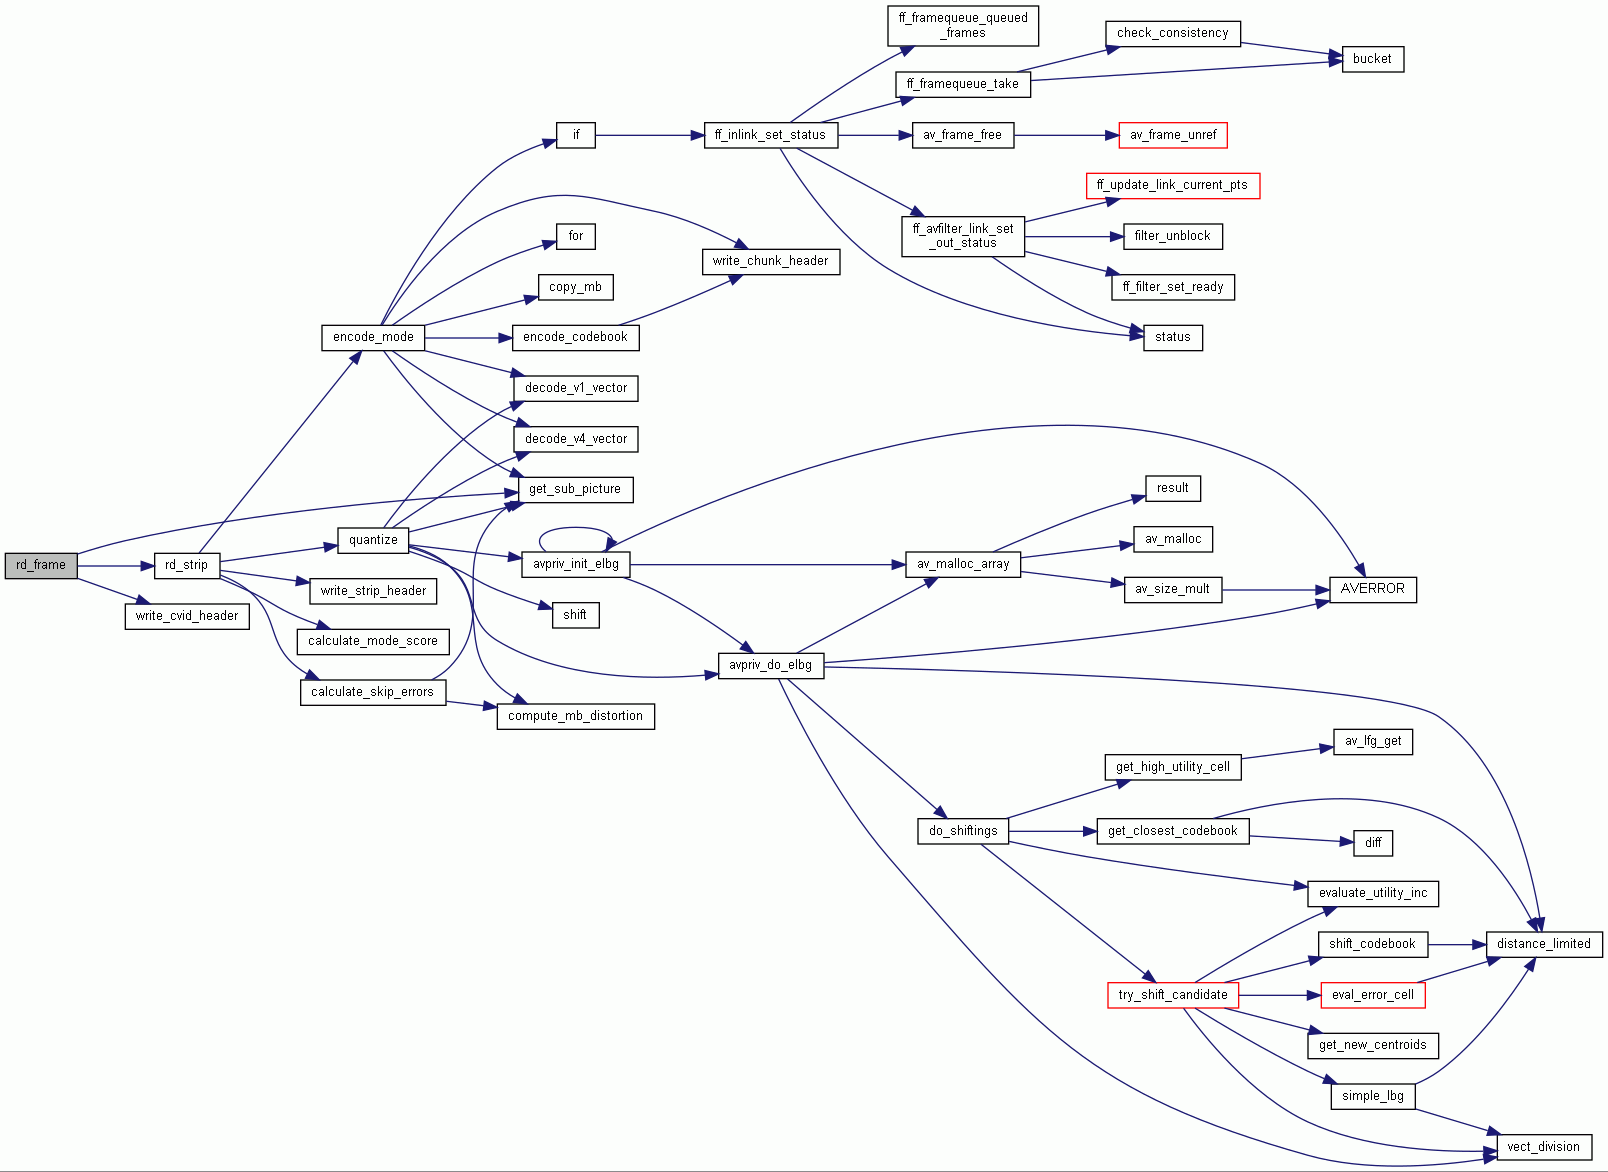 ff_framequeue_queued
_frames
check_consistency
bucket
ff_framequeue_take
if
ff_inlink_set_status
av_frame_free
av_frame_unref
ff_update_link_current_pts
for
ff_avfilter_link_set
_out_status
filter_unblock
write_chunk_header
copy_mb
ff_filter_set_ready
encode_mode
encode_codebook
status
decode_v1_vector
decode_v4_vector
get_sub_picture
result
quantize
av_malloc
rd_frame
rd_strip
avpriv_init_elbg
av_malloc_array
write_strip_header
av_size_mult
AVERROR
write_cvid_header
shift
calculate_mode_score
avpriv_do_elbg
calculate_skip_errors
compute_mb_distortion
av_lfg_get
get_high_utility_cell
do_shiftings
get_closest_codebook
diff
evaluate_utility_inc
shift_codebook
distance_limited
try_shift_candidate
eval_error_cell
get_new_centroids
simple_lbg
vect_division